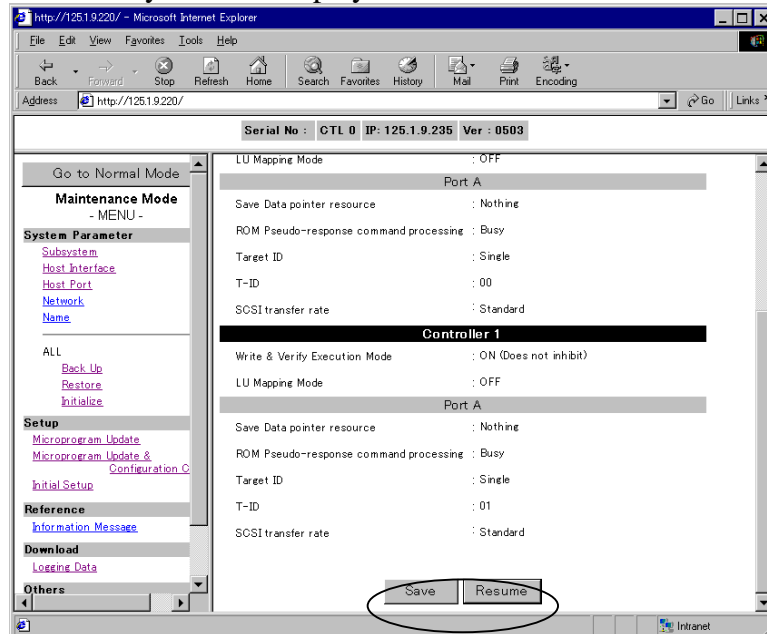 http://125.1.9.220/ - Microsoft Internet Explorer
File Edit View Favorites Tools Help
Back Forward Stop Refresh Home Search Favorites History Mail Print Encoding
Address http://125.1.9.220/ Go Links
Serial No : CTL 0 IP: 125.1.9.235 Ver : 0503
Go to Normal Mode
Maintenance Mode
- MENU -
System Parameter
Subsystem
Host Interface
Host Port
Network
Name
ALL
Back Up
Restore
Initialize
Setup
Microprogram Update
Microprogram Update &
Configuration C
Initial Setup
Reference
Information Message
Download
Logging Data
Others
LU Mapping Mode : OFF
Port A
Save Data pointer resource : Nothing
ROM Pseudo-response command processing : Busy
Target ID : Single
T-ID : 00
SCSI transfer rate : Standard
Controller 1
Write & Verify Execution Mode : ON (Does not inhibit)
LU Mapping Mode : OFF
Port A
Save Data pointer resource : Nothing
ROM Pseudo-response command processing : Busy
Target ID : Single
T-ID : 01
SCSI transfer rate : Standard
Save Resume
Intranet